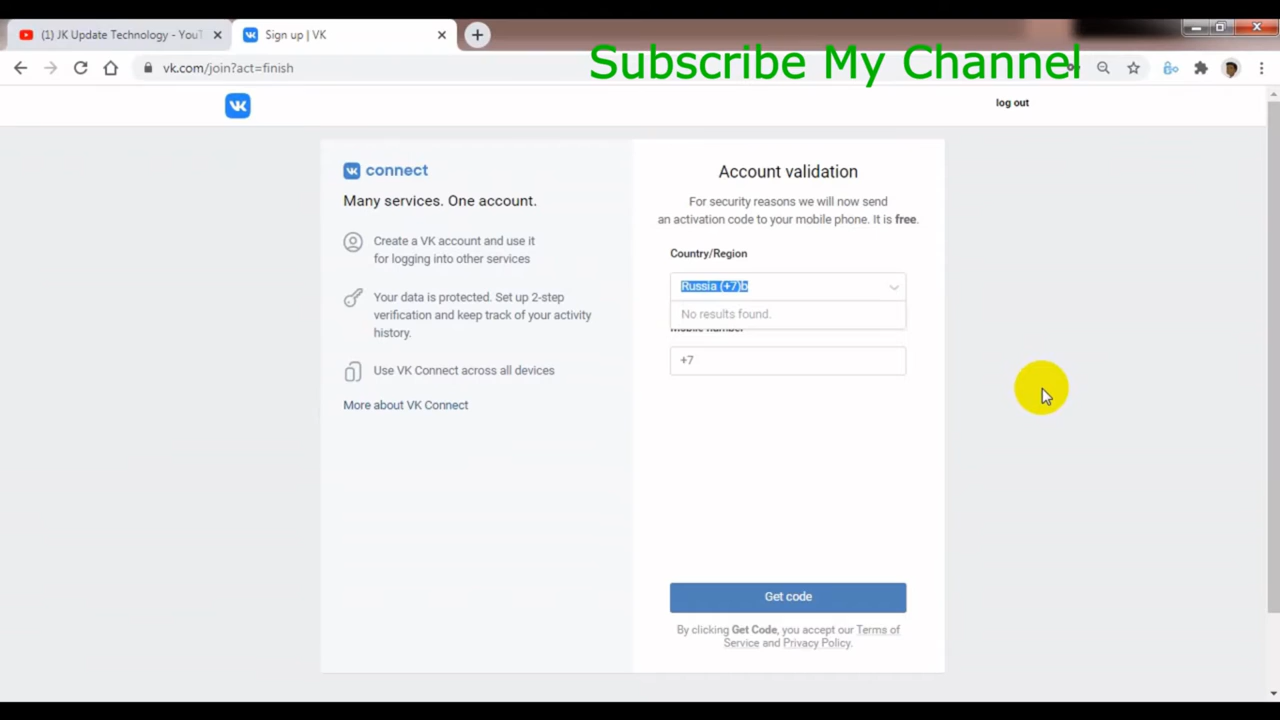 (1) JK Update Technology - YouT
Sign up | VK
Subscribe My Channel
vk.com/join?act=finish
log out
connect
Many services. One account.
Create a VK account and use it
for logging into other services
Your data is protected. Set up 2-step
verification and keep track of your activity
history.
Use VK Connect across all devices
More about VK Connect
Account validation
For security reasons we will now send
an activation code to your mobile phone. It is free.
Country/Region
Russia (+7)b
No results found.
Mobile number
+7
Get code
By clicking Get Code, you accept our Terms of
Service and Privacy Policy.